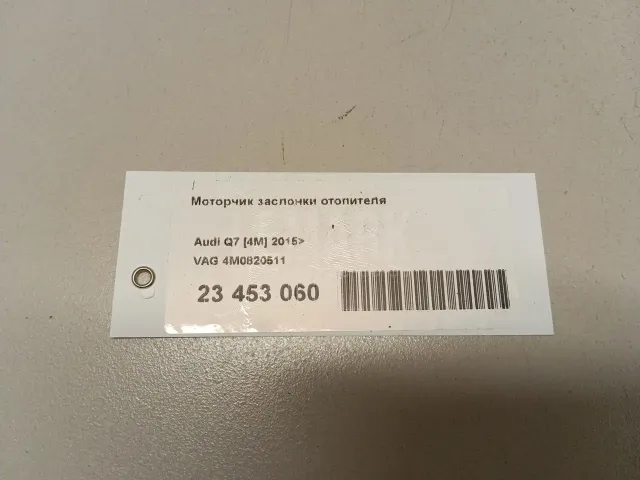 Моторчик заслонки отопителя
Audi Q7 [4M] 2015>
VAG 4M0820511
23 453 060